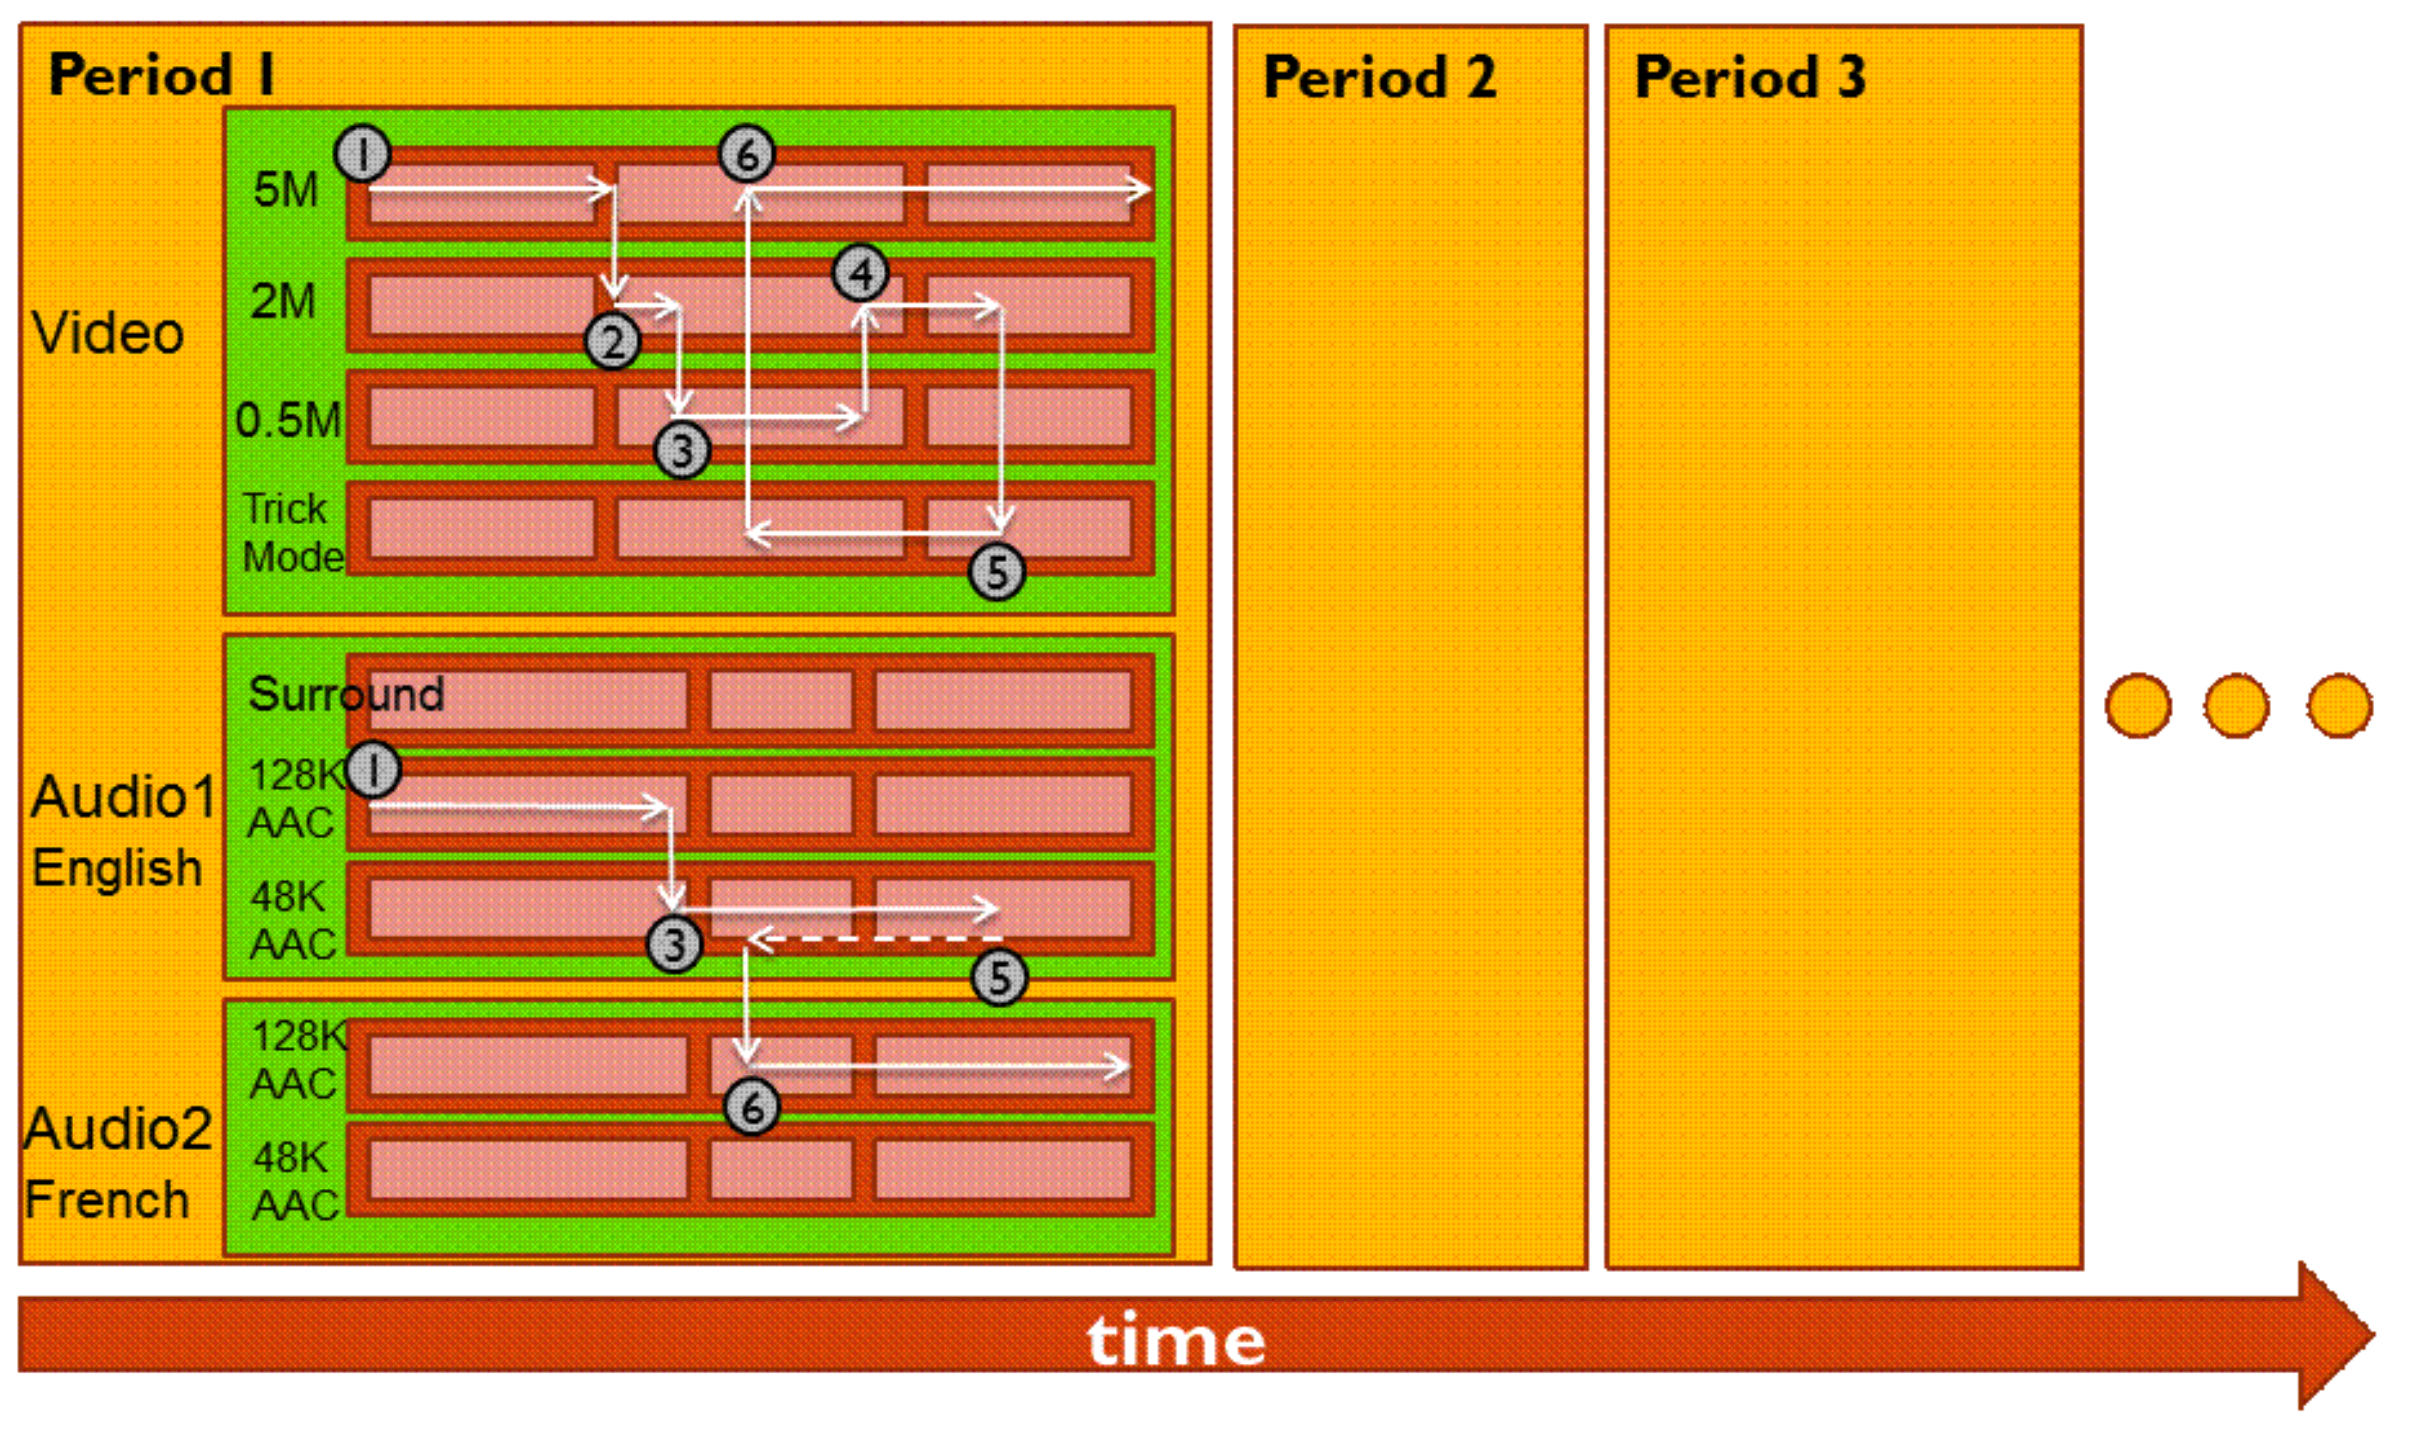 Period 1
Period 2
Period 3
1
6
5M
4
2M
Video
2
0.5M
3
Trick
Mode
5
Surround
1
128K
AAC
Audio1
English
48K
AAC
3
5
128K
AAC
6
Audio2
French
48K
AAC
time